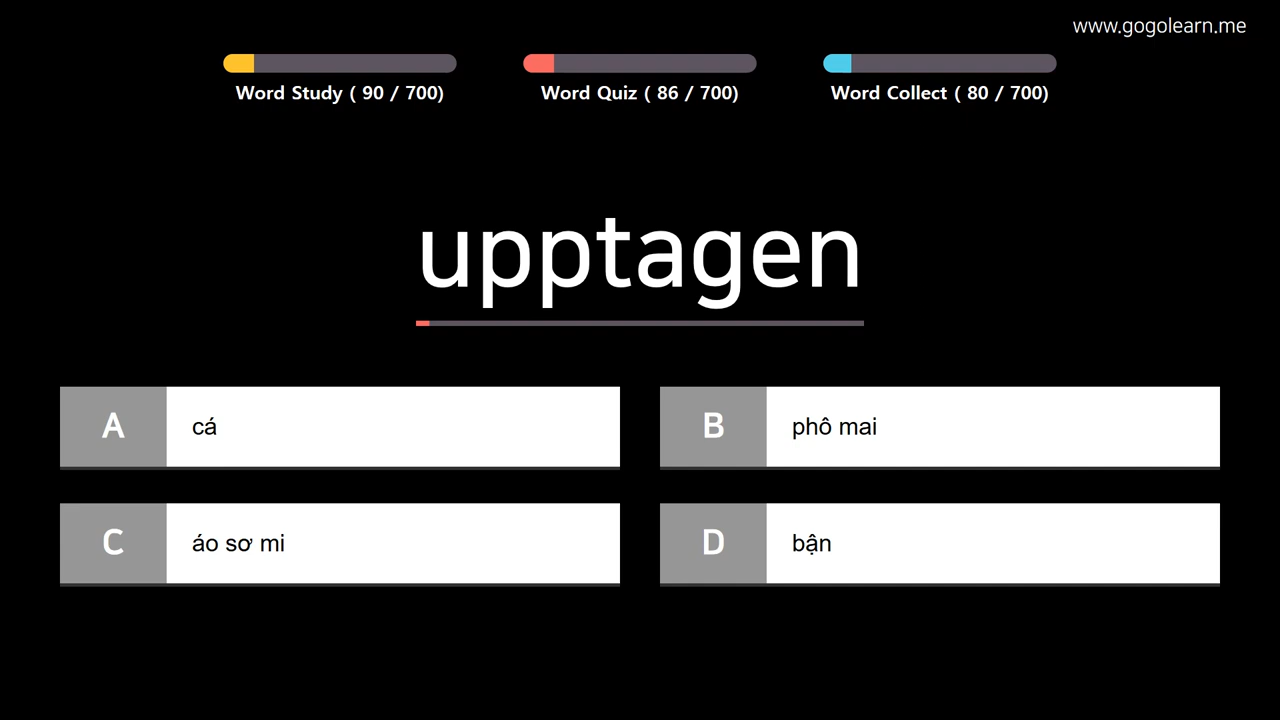 www.gogolearn.me
Word Study ( 90 / 700)
Word Quiz ( 86 / 700)
Word Collect ( 80 / 700)
upptagen
A cá
B phô mai
C áo sơ mi
D bận